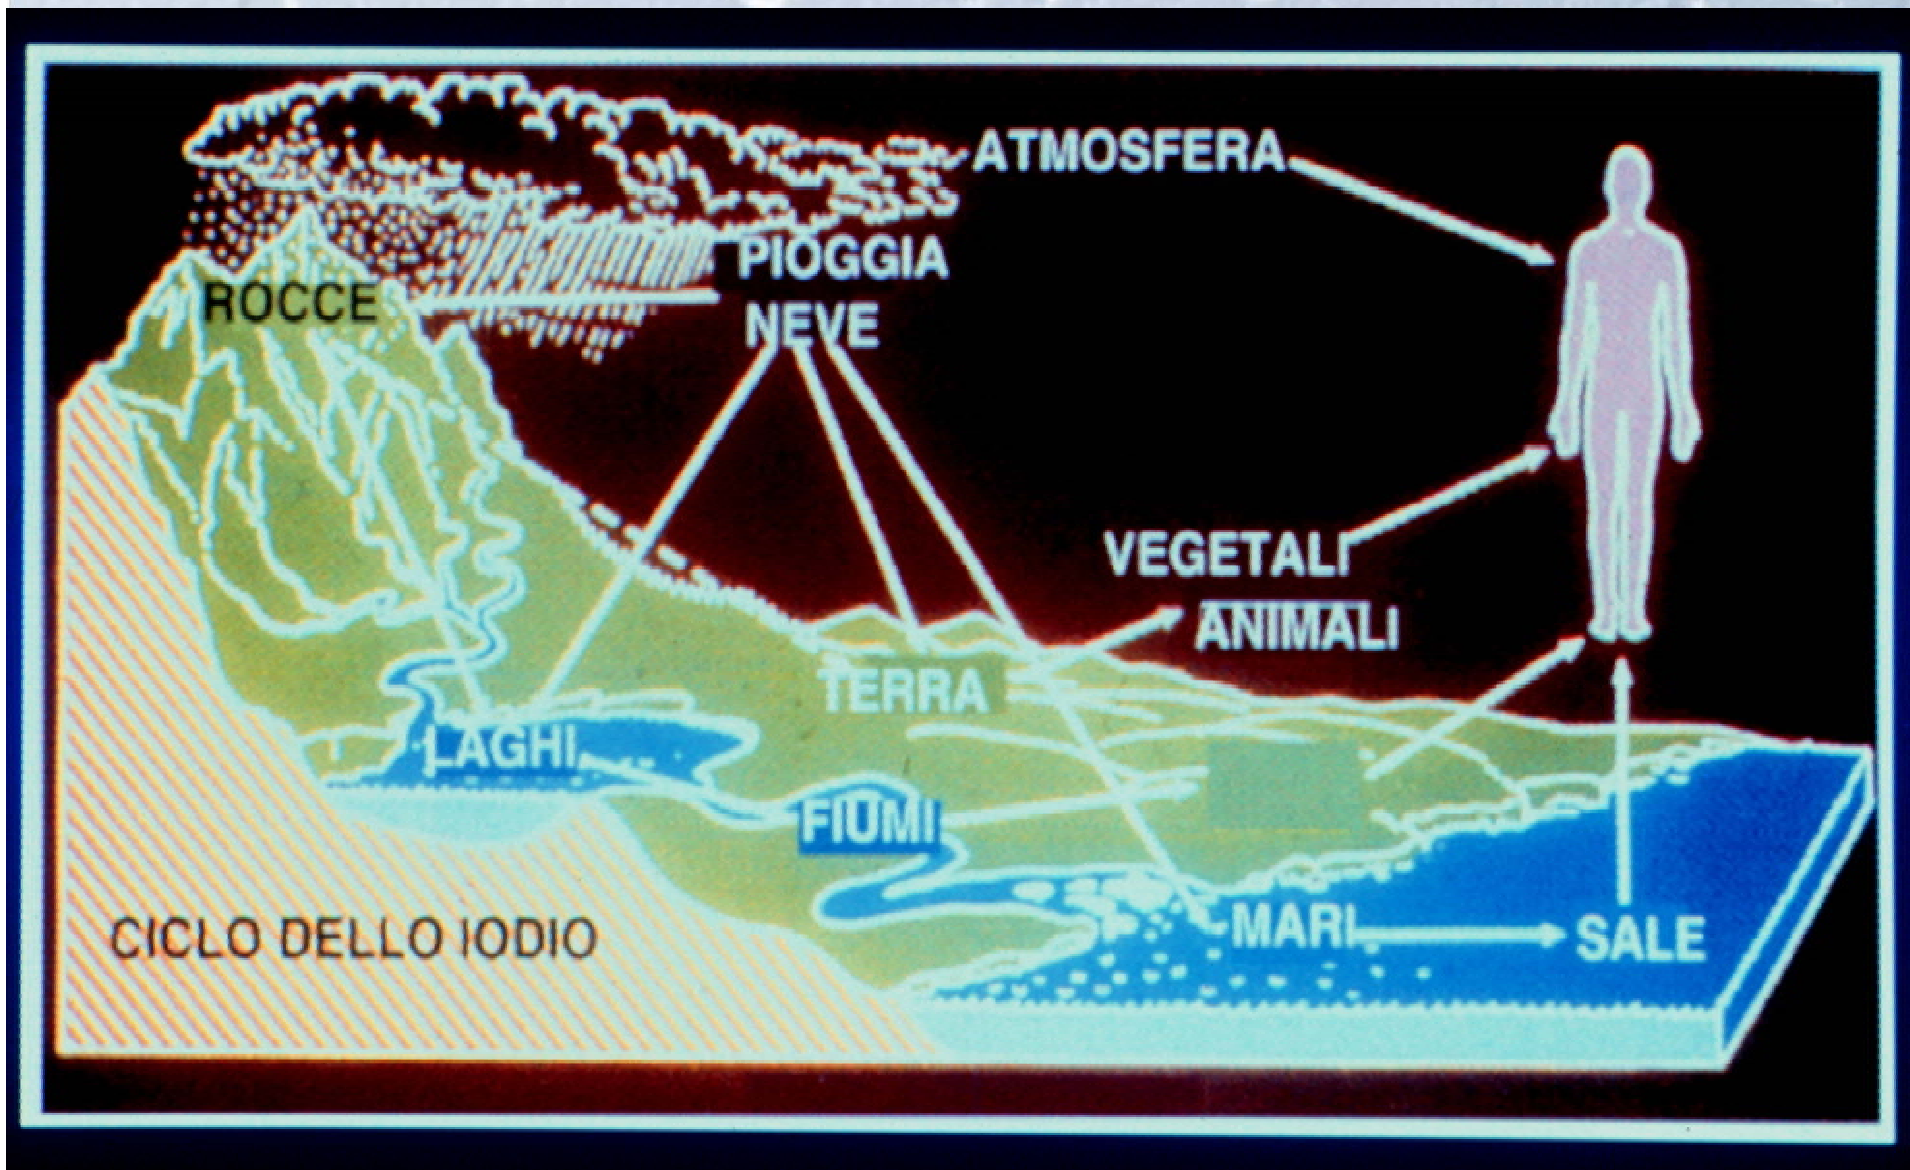 ATMOSFERA
PIOGGIA
NEVE
ROCCE
VEGETALI
ANIMALI
TERRA
LAGHI
FIUMI
MARI
SALE
CICLO DELLO IODIO